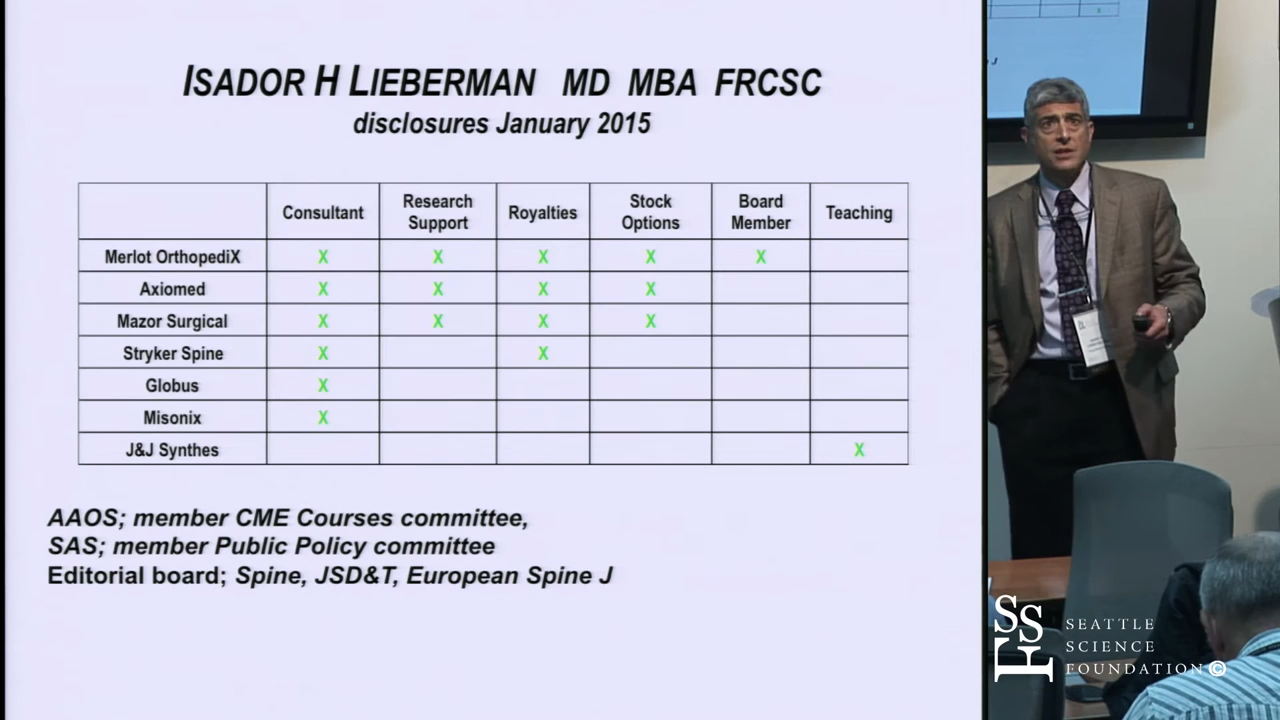 ISADOR H LIEBERMAN MD MBA FRCSC
disclosures January 2015
Consultant Research Support Royalties Stock Options Board Member Teaching
Merlot OrthopediX X X X X X
Axiomed X X X X
Mazor Surgical X X X X
Stryker Spine X X
Globus X
Misonix X
J&J Synthes X
AAOS; member CME Courses committee,
SAS; member Public Policy committee
Editorial board; Spine, JSD&T, European Spine J
SSF
SEATTLE
SCIENCE
FOUNDATION©